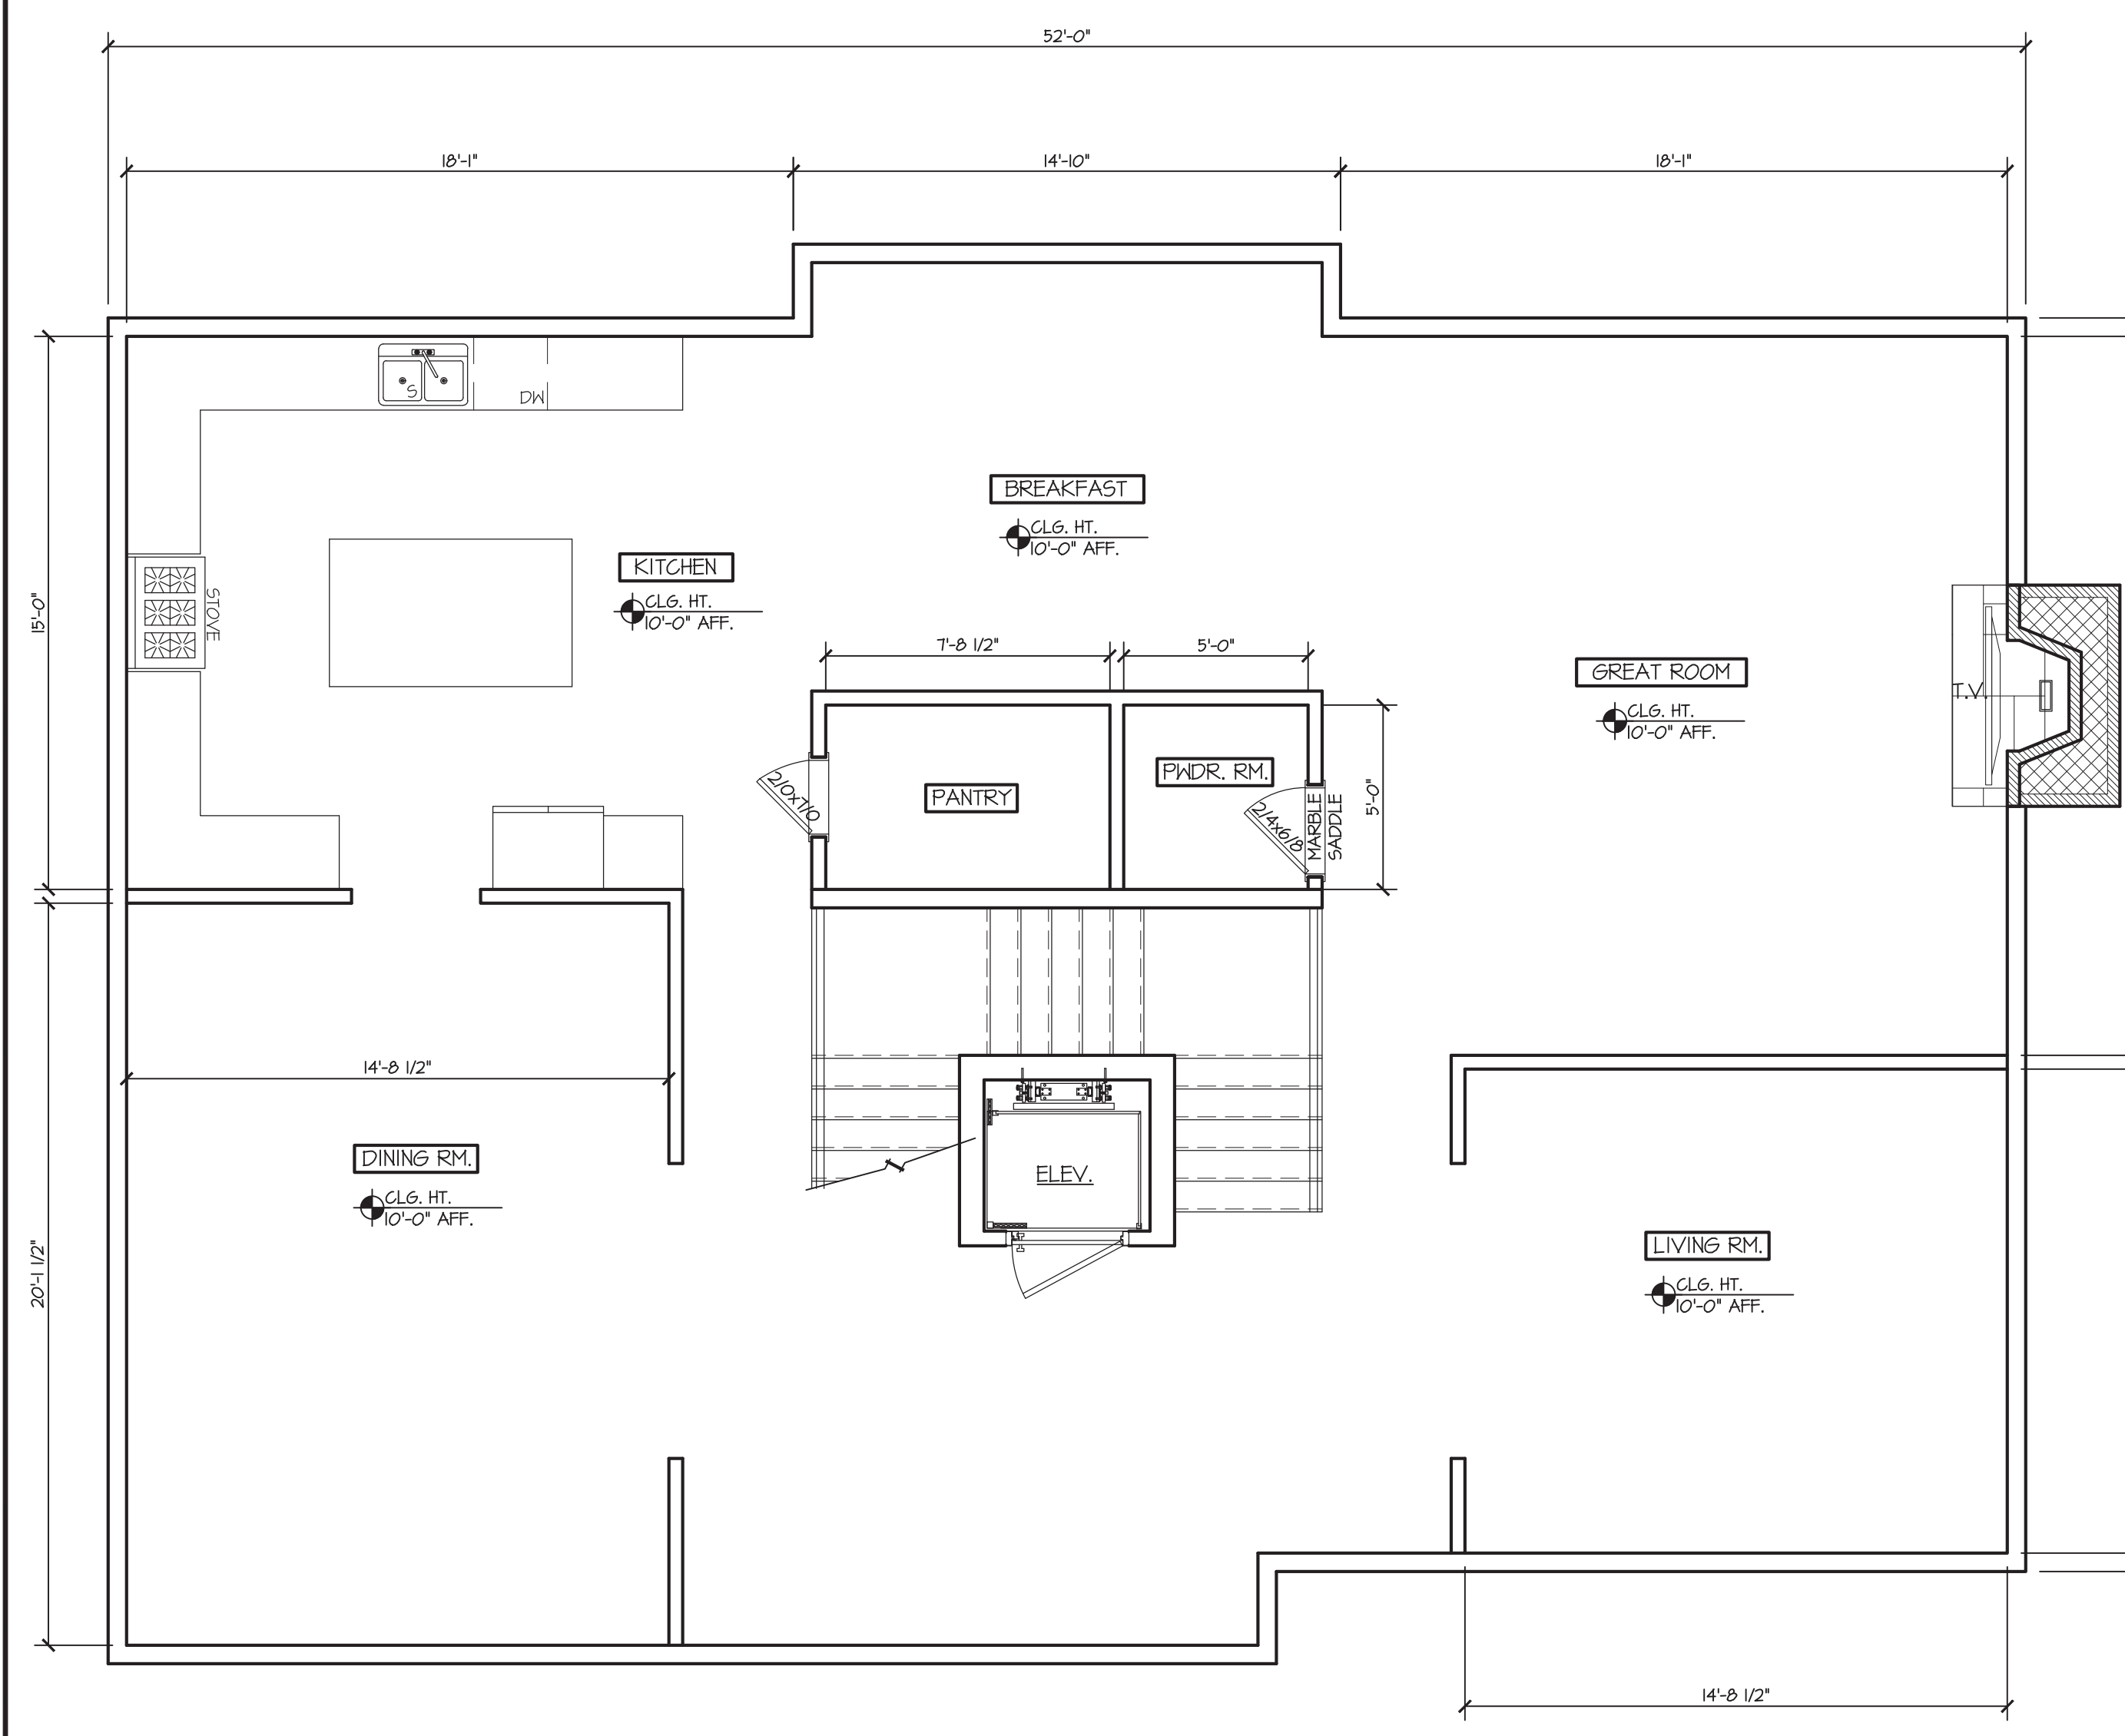 52'-0"
18'-1"
14'-10"
18'-1"
S
DW
BREAKFAST
CLG. HT.
10'-0" AFF.
KITCHEN
CLG. HT.
10'-0" AFF.
STOVE
15'-0"
7'-8 1/2"
5'-0"
GREAT ROOM
CLG. HT.
10'-0" AFF.
T.V.
2/0x7/0
PANTRY
PWDR. RM.
2/4x6/8
MARBLE
SADDLE
5'-0"
14'-8 1/2"
DINING RM.
CLG. HT.
10'-0" AFF.
ELEV.
20'-1 1/2"
LIVING RM.
CLG. HT.
10'-0" AFF.
14'-8 1/2"